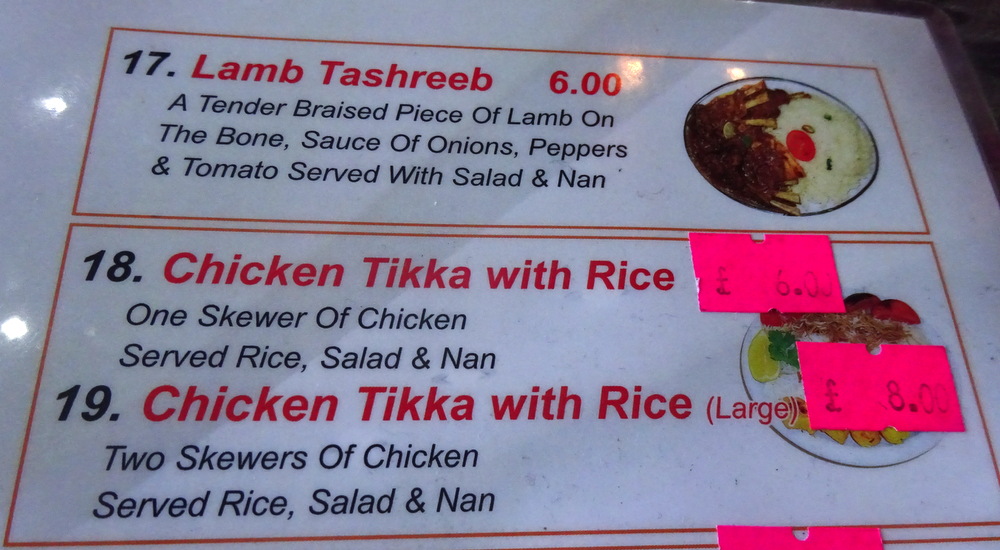 17. Lamb Tashreeb 6.00
A Tender Braised Piece Of Lamb On
The Bone, Sauce Of Onions, Peppers
& Tomato Served With Salad & Nan
18. Chicken Tikka with Rice £ 6.00
One Skewer Of Chicken
Served Rice, Salad & Nan
19. Chicken Tikka with Rice (Large) £ 8.00
Two Skewers Of Chicken
Served Rice, Salad & Nan